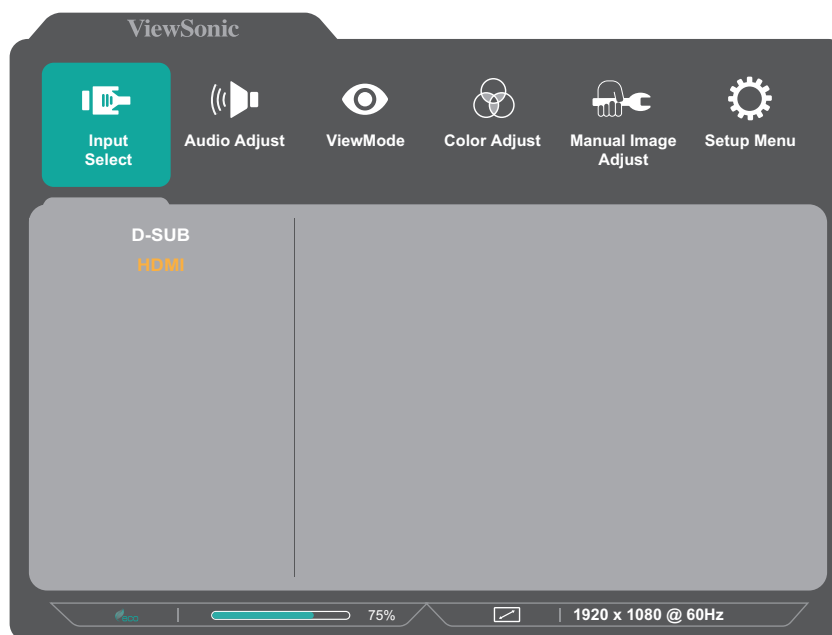 ViewSonic
Input
Select
Audio Adjust
ViewMode
Color Adjust
Manual Image
Adjust
Setup Menu
D-SUB
HDMI
eco
75%
1920 x 1080 @ 60Hz